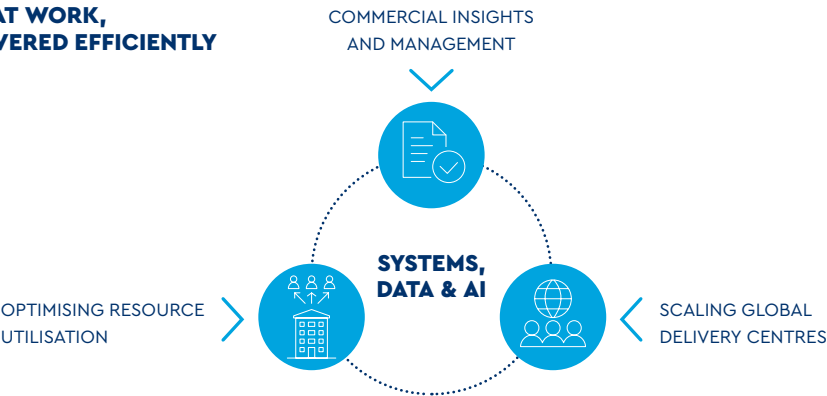 AT WORK,
VERED EFFICIENTLY
COMMERCIAL INSIGHTS
AND MANAGEMENT
SYSTEMS,
DATA & AI
OPTIMISING RESOURCE
UTILISATION
SCALING GLOBAL
DELIVERY CENTRES